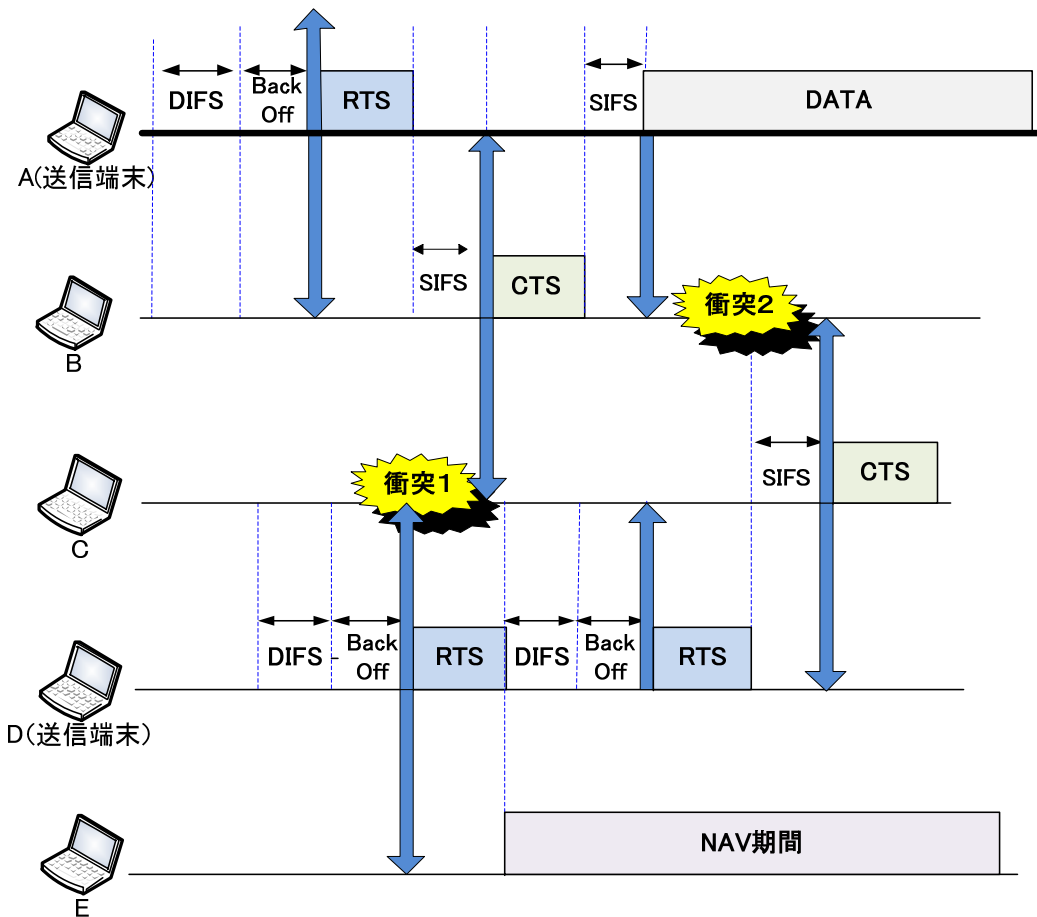 DIFS
Back
Off
RTS
SIFS
DATA
A(送信端末)
SIFS
CTS
衝突2
B
衝突1
SIFS
CTS
C
DIFS
Back
Off
RTS
DIFS
Back
Off
RTS
D(送信端末)
NAV期間
E